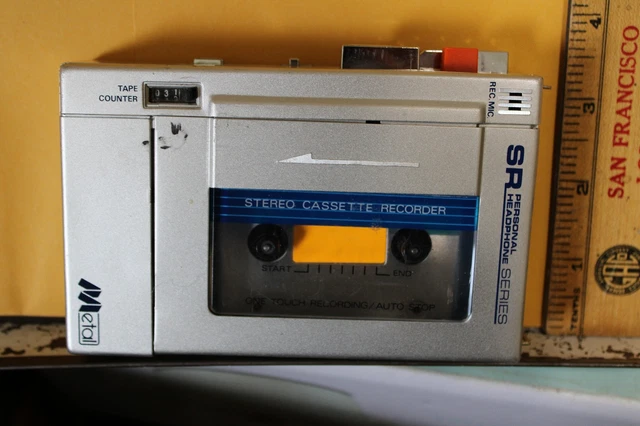 TAPE
COUNTER
REC.MIC
SR PERSONAL
HEADPHONE SERIES
STEREO CASSETTE RECORDER
START
END
ONE TOUCH RECORDING/AUTO STOP
Metal
SAN FRANCISCO
4
3
2
1